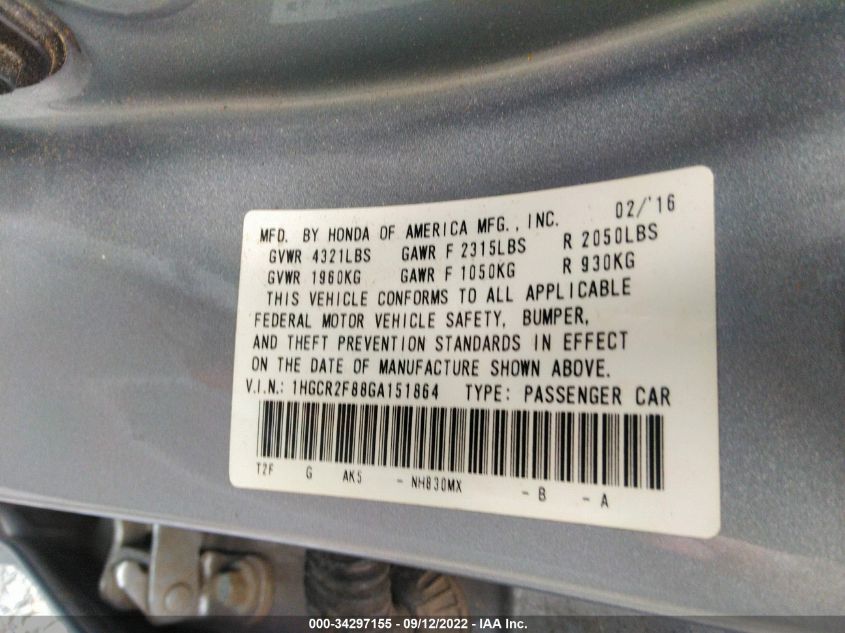 02/'16
MFD. BY HONDA OF AMERICA MFG., INC.
GVWR 4321LBS GAWR F 2315LBS R 2050LBS
GVWR 1960KG GAWR F 1050KG R 930KG
THIS VEHICLE CONFORMS TO ALL APPLICABLE
FEDERAL MOTOR VEHICLE SAFETY, BUMPER,
AND THEFT PREVENTION STANDARDS IN EFFECT
ON THE DATE OF MANUFACTURE SHOWN ABOVE.
V.I.N.: 1HGCR2F88GA151864 TYPE: PASSENGER CAR
T2F G AK5 - NH830MX - B - A
000-34297155 - 09/12/2022 - IAA Inc.